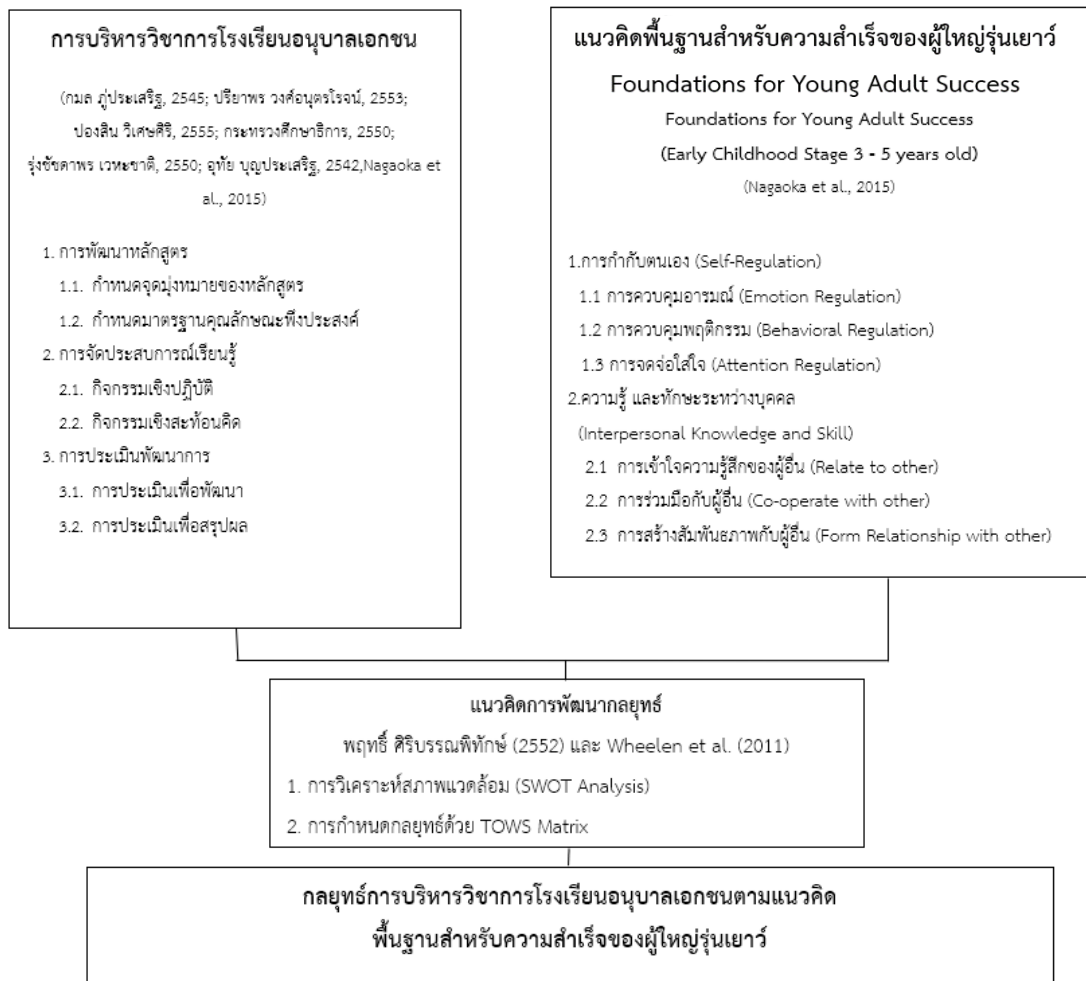 การบริหารวิชาการโรงเรียนอนุบาลเอกชน
(กมล ภู่ประเสริฐ, 2545; ปรียาพร วงศ์อนุตรโรจน์, 2553;
ปองสิน วิเศษศิริ, 2555; กระทรวงศึกษาธิการ, 2550;
รุ่งชัชดาพร เวหะชาติ, 2550; อุทัย บุญประเสริฐ, 2542,Nagaoka et
al., 2015)
1. การพัฒนาหลักสูตร
1.1. กำหนดจุดมุ่งหมายของหลักสูตร
1.2. กำหนดมาตรฐานคุณลักษณะพึงประสงค์
2. การจัดประสบการณ์เรียนรู้
2.1. กิจกรรมเชิงปฏิบัติ
2.2. กิจกรรมเชิงสะท้อนคิด
3. การประเมินพัฒนาการ
3.1. การประเมินเพื่อพัฒนา
3.2. การประเมินเพื่อสรุปผล
แนวคิดพื้นฐานสำหรับความสำเร็จของผู้ใหญ่รุ่นเยาว์
Foundations for Young Adult Success
Foundations for Young Adult Success
(Early Childhood Stage 3 - 5 years old)
(Nagaoka et al., 2015)
1.การกำกับตนเอง (Self-Regulation)
1.1 การควบคุมอารมณ์ (Emotion Regulation)
1.2 การควบคุมพฤติกรรม (Behavioral Regulation)
1.3 การจดจ่อใส่ใจ (Attention Regulation)
2.ความรู้ และทักษะระหว่างบุคคล
(Interpersonal Knowledge and Skill)
2.1 การเข้าใจความรู้สึกของผู้อื่น (Relate to other)
2.2 การร่วมมือกับผู้อื่น (Co-operate with other)
2.3 การสร้างสัมพันธภาพกับผู้อื่น (Form Relationship with other)
แนวคิดการพัฒนากลยุทธ์
พฤทธิ์ ศิริบรรณพิทักษ์ (2552) และ Wheelen et al. (2011)
1. การวิเคราะห์สภาพแวดล้อม (SWOT Analysis)
2. การกำหนดกลยุทธ์ด้วย TOWS Matrix
กลยุทธ์การบริหารวิชาการโรงเรียนอนุบาลเอกชนตามแนวคิด
พื้นฐานสำหรับความสำเร็จของผู้ใหญ่รุ่นเยาว์